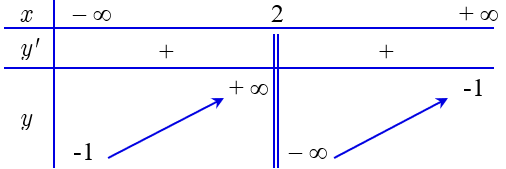 x − ∞ 2 + ∞
y′ + +
+ ∞ -1
y
-1 − ∞